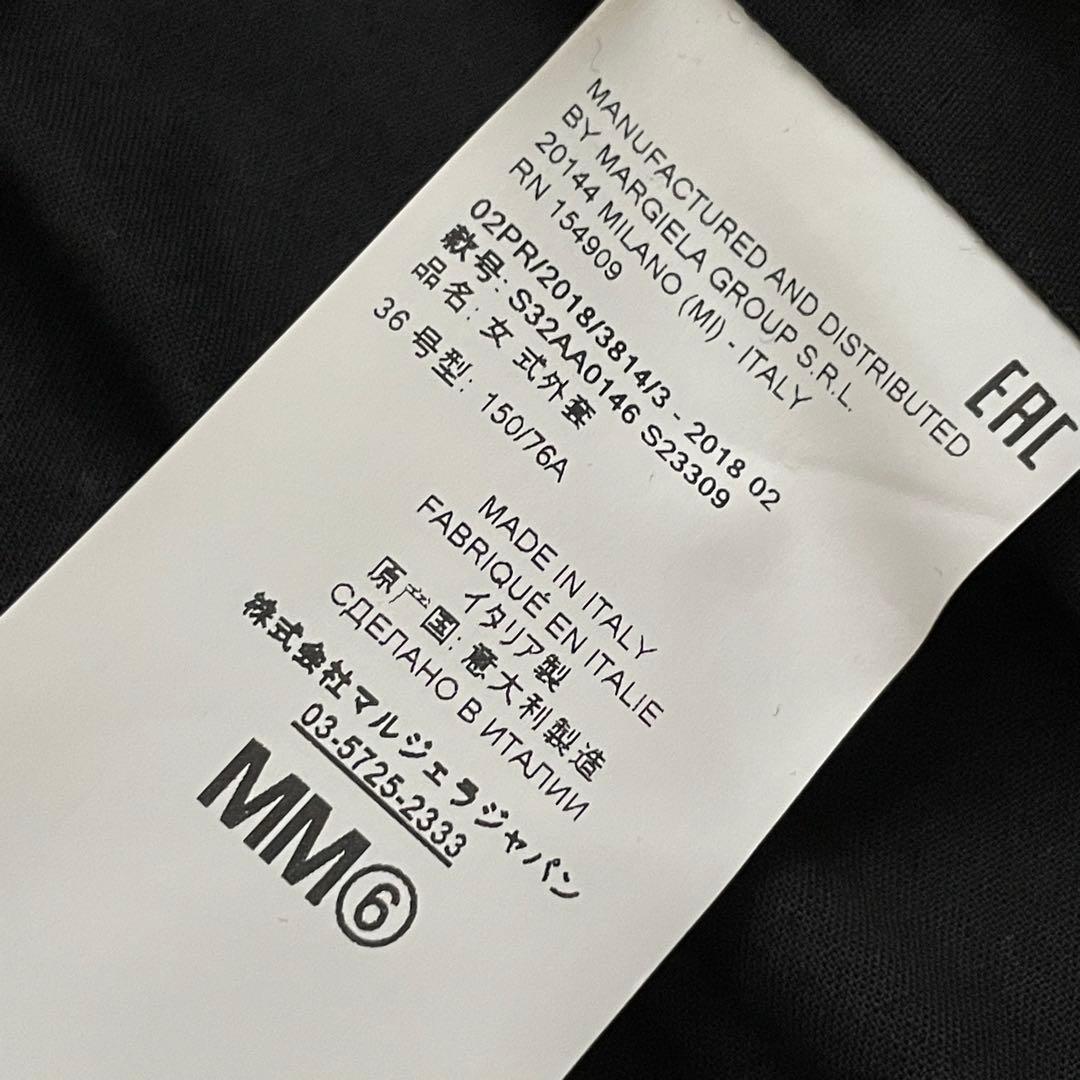 MANUFACTURED AND DISTRIBUTED
BY MARGIELA GROUP S.R.L.
20144 MILANO (MI) - ITALY
RN 154909
EAC
02PR/2018/3814/3 - 2018 02
款号: S32AA0146 S23309
品名: 女 式外套
36 号型: 150/76A
MADE IN ITALY
FABRIQUÉ EN ITALIE
イタリア製
原产国: 意大利製造
СДЕЛАНО В ИТАЛИИ
株式会社マルジェラジャパン
03-5725-2333
MM⑥